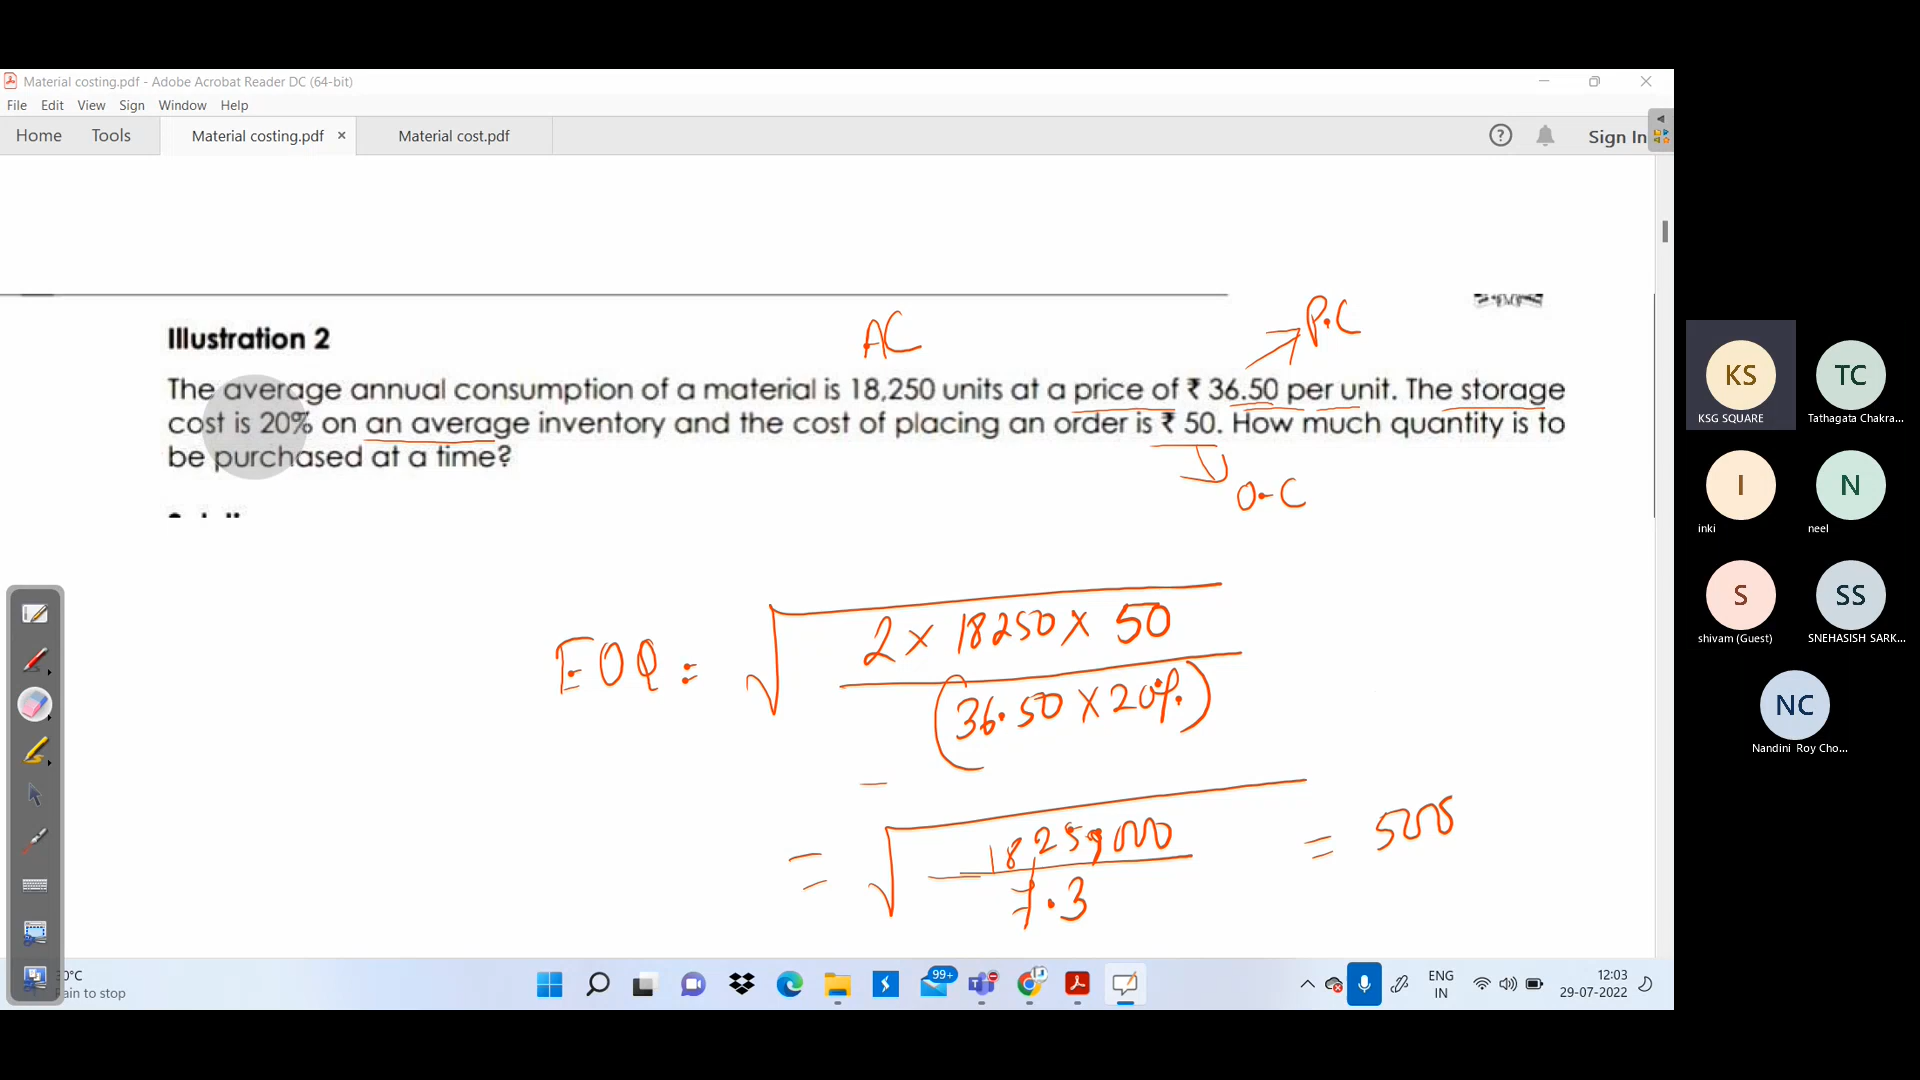 Material costing.pdf - Adobe Acrobat Reader DC (64-bit)
File Edit View Sign Window Help
Home Tools Material costing.pdf × Material cost.pdf Sign In
AC
P.C
Illustration 2
The average annual consumption of a material is 18,250 units at a price of ₹ 36.50 per unit. The storage
cost is 20% on an average inventory and the cost of placing an order is ₹ 50. How much quantity is to
be purchased at a time?
O.C
EOQ = √ 2 × 18250 × 50
(36.50 × 20%)
= √ 1825000 = 500
7.3
KS
KSG SQUARE
TC
Tathagata Chakra...
I
inki
N
neel
S
shivam (Guest)
SS
SNEHASISH SARK...
NC
Nandini Roy Cho...
0°C
ain to stop
99+
ENG
IN
12:03
29-07-2022